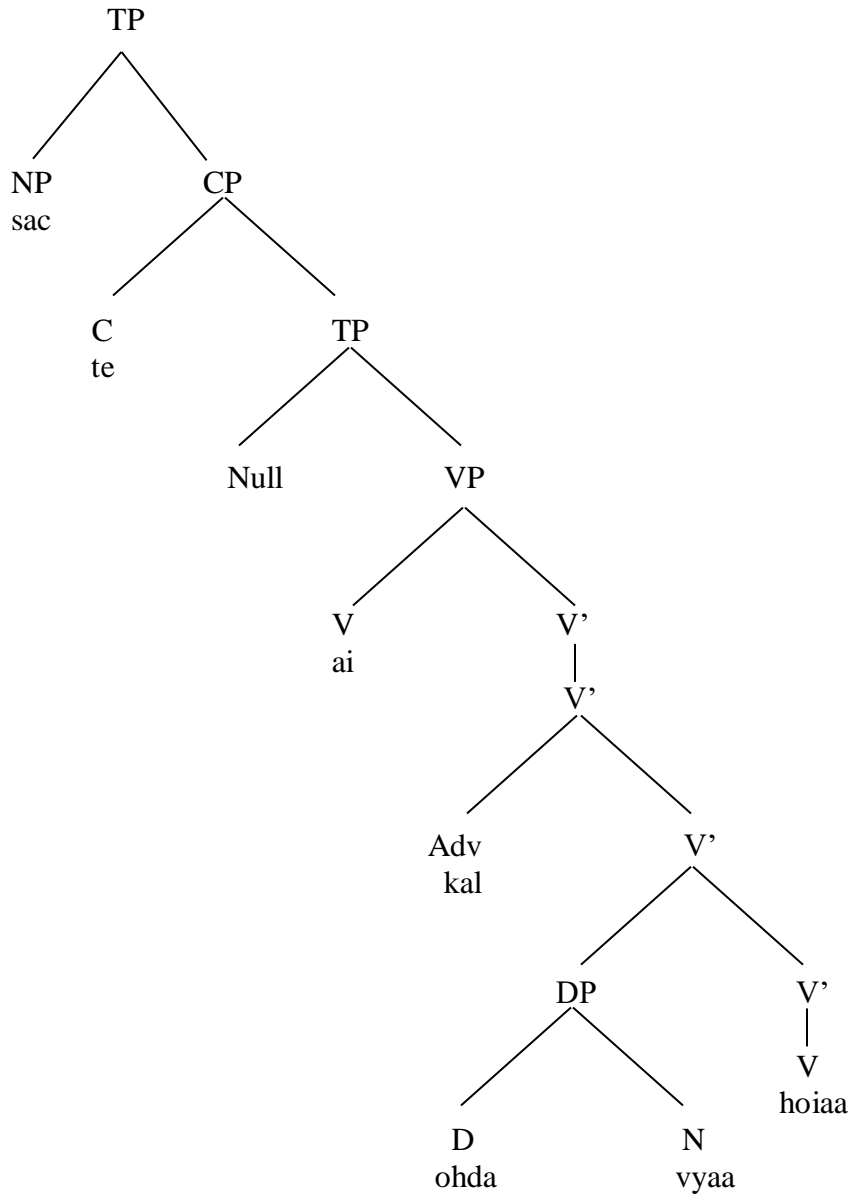 TP
NP CP
sac
C TP
te
Null VP
V V’
ai
V’
Adv V’
kal
DP V’
V
hoiaa
D N
ohda vyaa